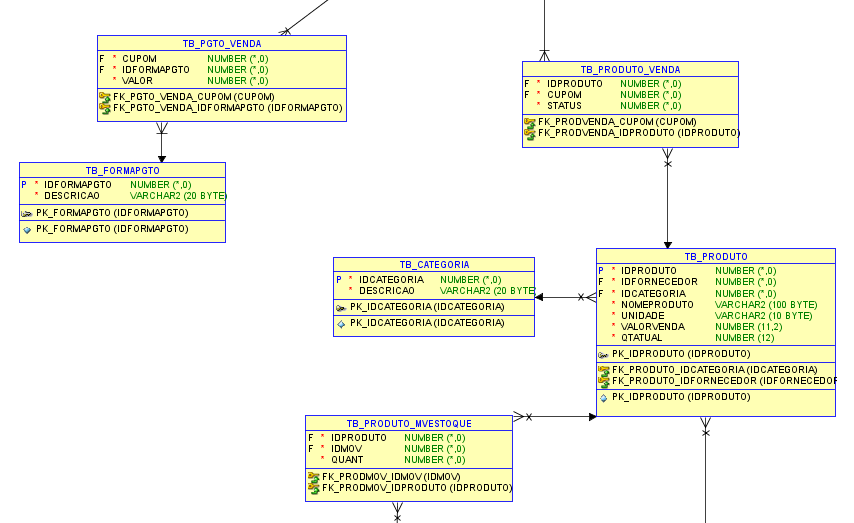 TB_PGTO_VENDA
F * CUPOM NUMBER (*,0)
F * IDFORMAPGTO NUMBER (*,0)
* VALOR NUMBER (*,0)
FK_PGTO_VENDA_CUPOM (CUPOM)
FK_PGTO_VENDA_IDFORMAPGTO (IDFORMAPGTO)
TB_PRODUTO_VENDA
F * IDPRODUTO NUMBER (*,0)
F * CUPOM NUMBER (*,0)
* STATUS NUMBER (*,0)
FK_PRODVENDA_CUPOM (CUPOM)
FK_PRODVENDA_IDPRODUTO (IDPRODUTO)
TB_FORMAPGTO
P * IDFORMAPGTO NUMBER (*,0)
* DESCRICAO VARCHAR2 (20 BYTE)
PK_FORMAPGTO (IDFORMAPGTO)
PK_FORMAPGTO (IDFORMAPGTO)
TB_CATEGORIA
P * IDCATEGORIA NUMBER (*,0)
* DESCRICAO VARCHAR2 (20 BYTE
PK_IDCATEGORIA (IDCATEGORIA)
PK_IDCATEGORIA (IDCATEGORIA)
TB_PRODUTO
P * IDPRODUTO NUMBER (*,0)
F * IDFORNECEDOR NUMBER (*,0)
F * IDCATEGORIA NUMBER (*,0)
* NOMEPRODUTO VARCHAR2 (100 BYTE)
* UNIDADE VARCHAR2 (10 BYTE)
* VALORVENDA NUMBER (11,2)
* QTATUAL NUMBER (12)
PK_IDPRODUTO (IDPRODUTO)
FK_PRODUTO_IDCATEGORIA (IDCATEGORIA)
FK_PRODUTO_IDFORNECEDOR (IDFORNECEDOR
PK_IDPRODUTO (IDPRODUTO)
TB_PRODUTO_MVESTOQUE
F * IDPRODUTO NUMBER (*,0)
F * IDMOV NUMBER (*,0)
* QUANT NUMBER (*,0)
FK_PRODMOV_IDMOV (IDMOV)
FK_PRODMOV_IDPRODUTO (IDPRODUTO)